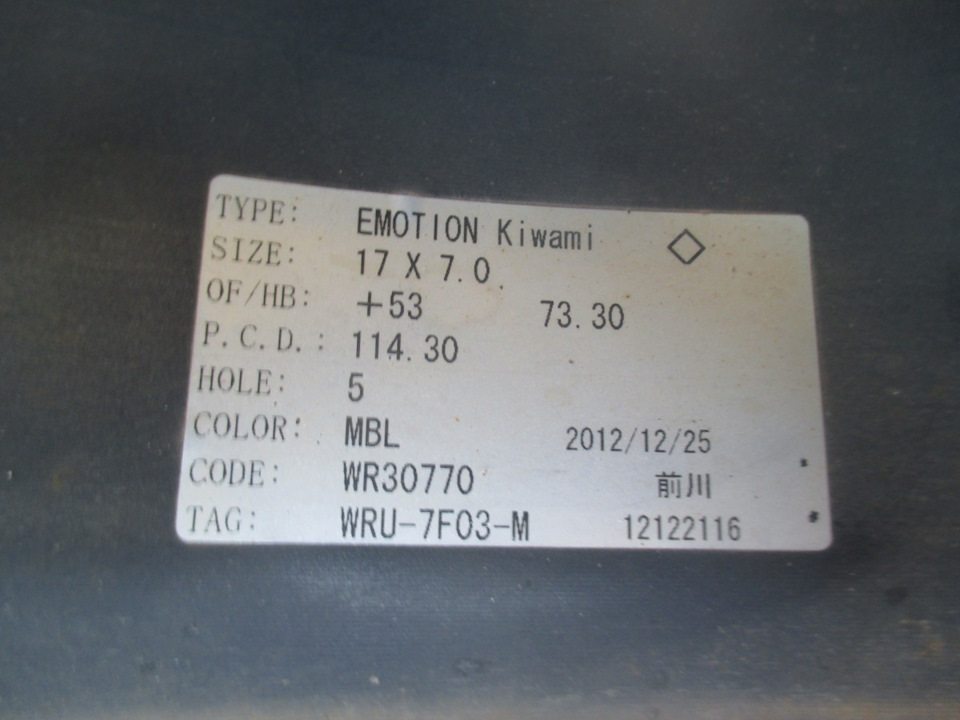 TYPE: EMOTION Kiwami ◇
SIZE: 17 X 7.0
OF/HB: +53 73.30
P.C.D.: 114.30
HOLE: 5
COLOR: MBL 2012/12/25
CODE: WR30770 前川
TAG: WRU-7F03-M 12122116